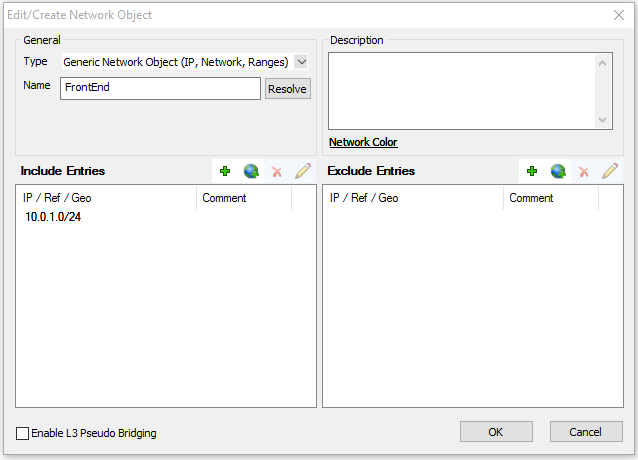 Edit/Create Network Object
General
Type Generic Network Object (IP, Network, Ranges)
Name FrontEnd Resolve
Description
Network Color
Include Entries
IP / Ref / Geo Comment
10.0.1.0/24
Exclude Entries
IP / Ref / Geo Comment
Enable L3 Pseudo Bridging
OK Cancel